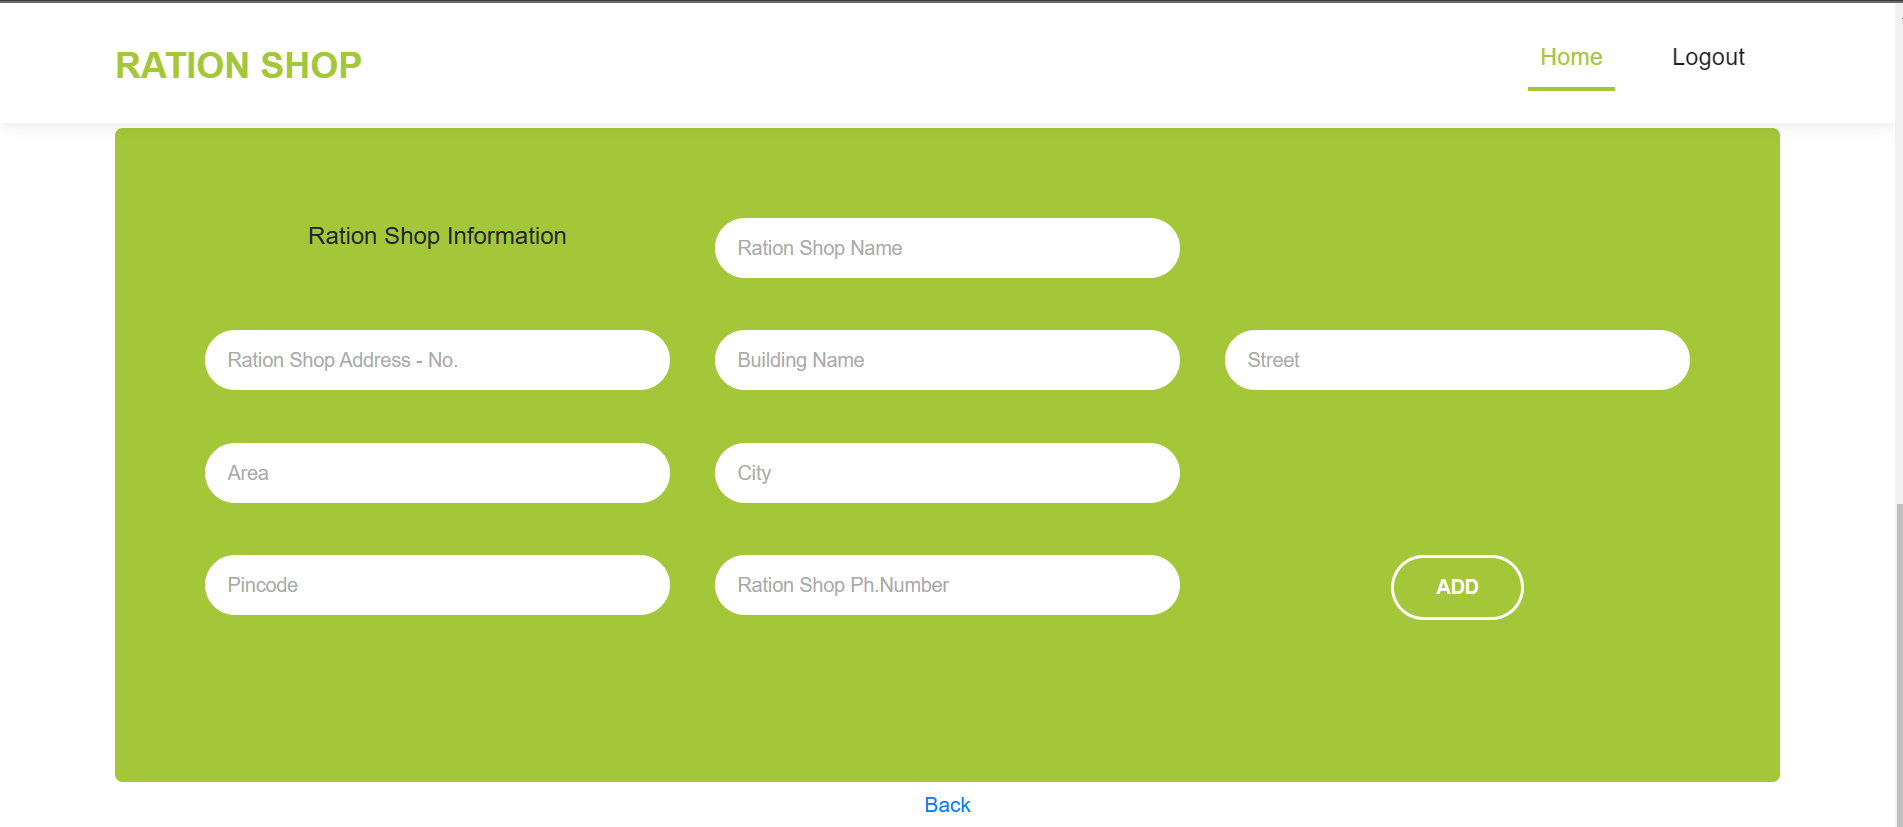 RATION SHOP
Home
Logout
Ration Shop Information
Ration Shop Name
Ration Shop Address - No.
Building Name
Street
Area
City
Pincode
Ration Shop Ph.Number
ADD
Back